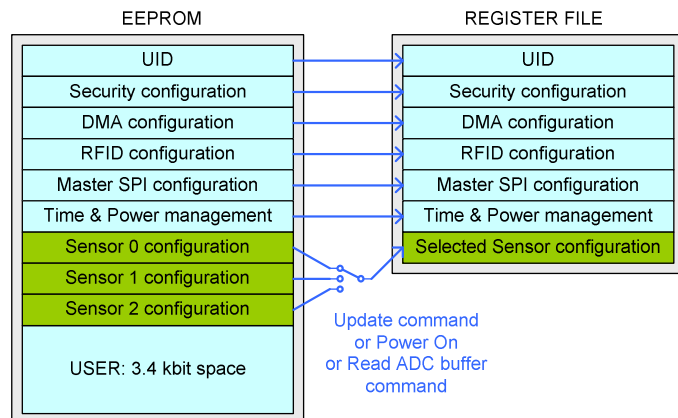 EEPROM
REGISTER FILE
UID
UID
Security configuration
Security configuration
DMA configuration
DMA configuration
RFID configuration
RFID configuration
Master SPI configuration
Master SPI configuration
Time & Power management
Time & Power management
Sensor 0 configuration
Selected Sensor configuration
Sensor 1 configuration
Sensor 2 configuration
Update command
or Power On
or Read ADC buffer
command
USER: 3.4 kbit space